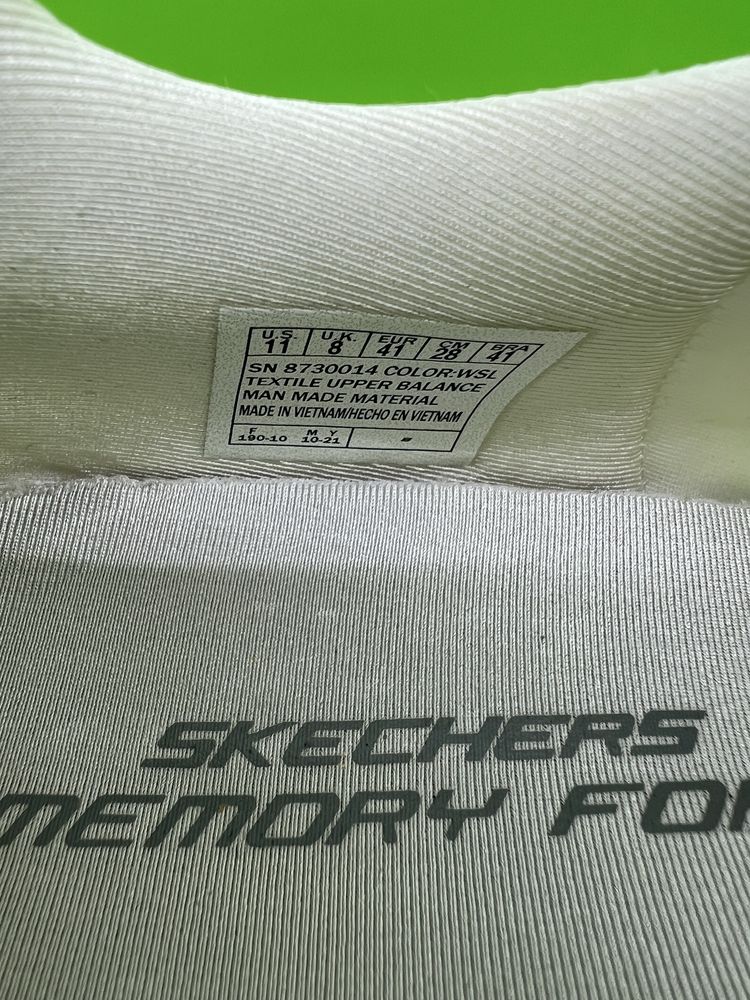 U.S. U.K. EUR CM BRA
11 8 41 28 41
SN 8730014 COLOR:WSL
TEXTILE UPPER BALANCE
MAN MADE MATERIAL
MADE IN VIETNAM/HECHO EN VIETNAM
F M Y
190-10 10-21
SKECHERS
MEMORY FO